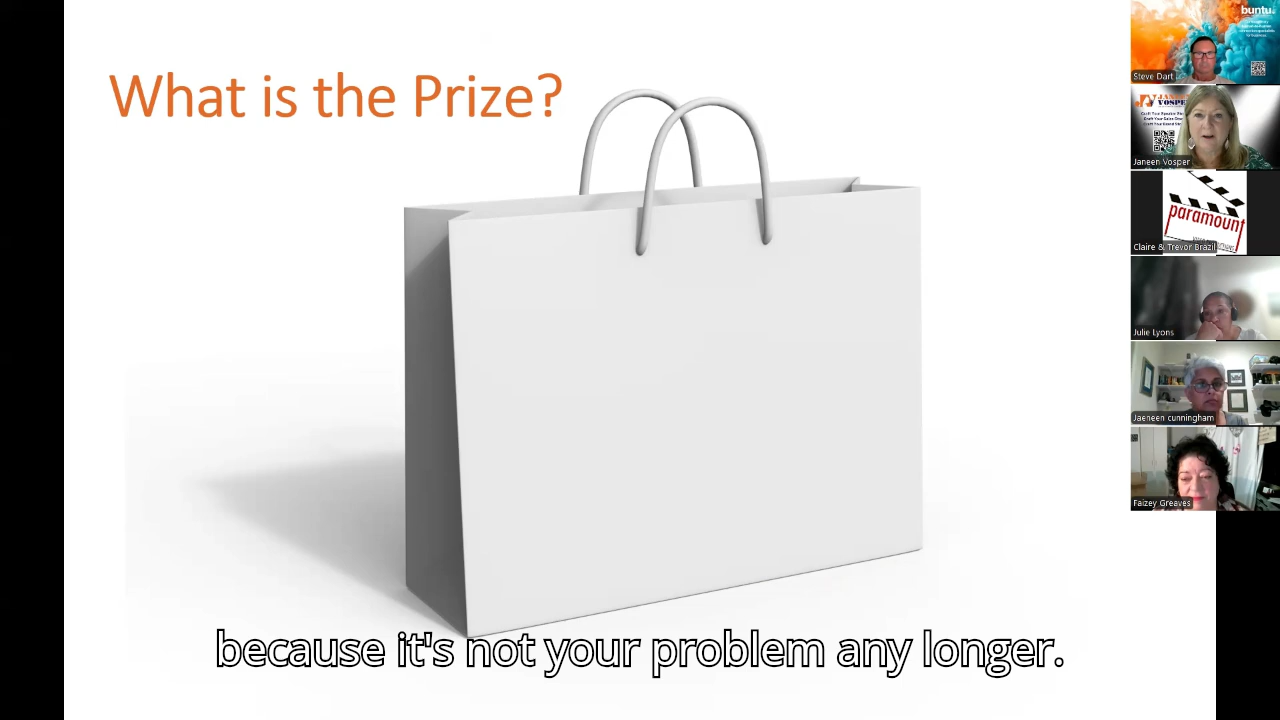 What is the Prize?
because it's not your problem any longer.
buntu.
Steve Dart
VOSPE
Janeen Vosper
paramount
Claire & Trevor Brazil
Julie Lyons
Jaeneen cunningham
Faizey Greaves